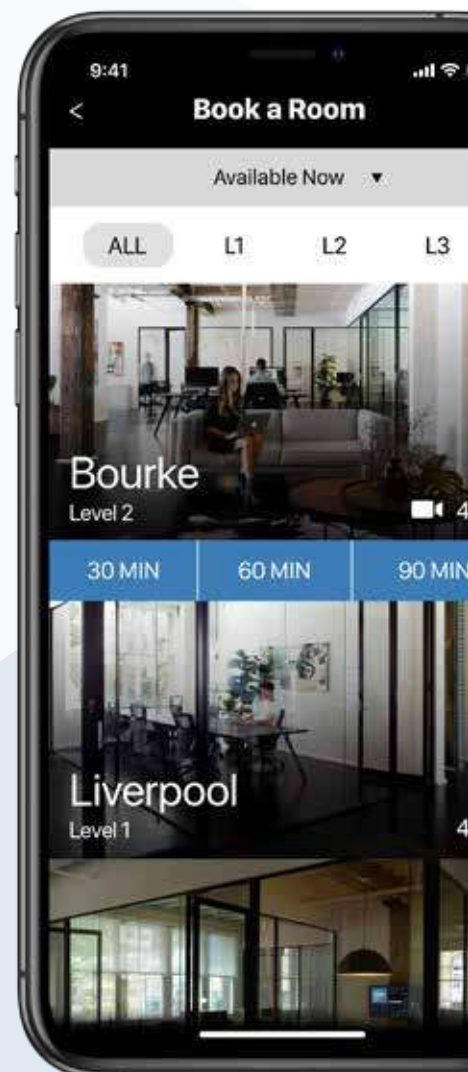 9:41
< Book a Room
Available Now ▼
ALL L1 L2 L3
Bourke
Level 2 4
30 MIN 60 MIN 90 MIN
Liverpool
Level 1 4